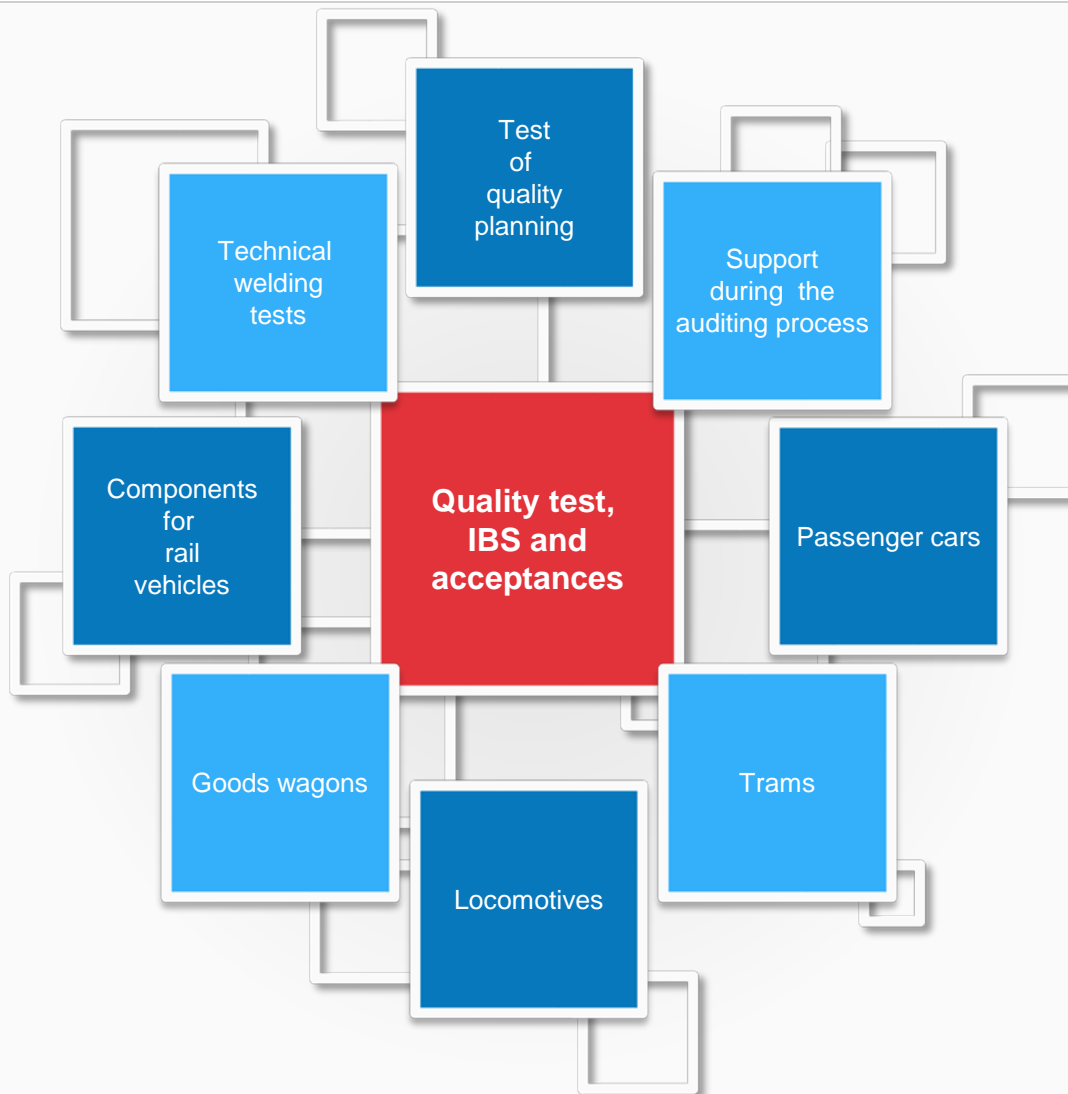 Test
of
quality
planning
Technical
welding
tests
Support
during the
auditing process
Components
for
rail
vehicles
Quality test,
IBS and
acceptances
Passenger cars
Goods wagons
Trams
Locomotives